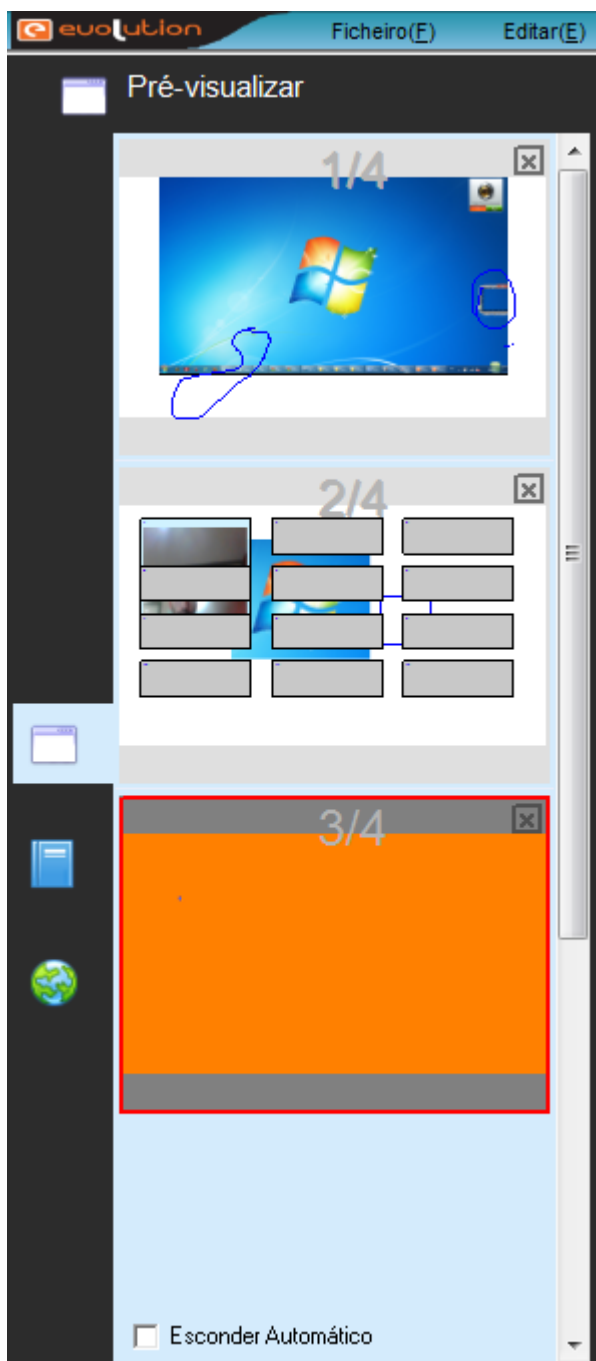 evolution Ficheiro(F) Editar(E)
Pré-visualizar
1/4
2/4
3/4
Esconder Automático